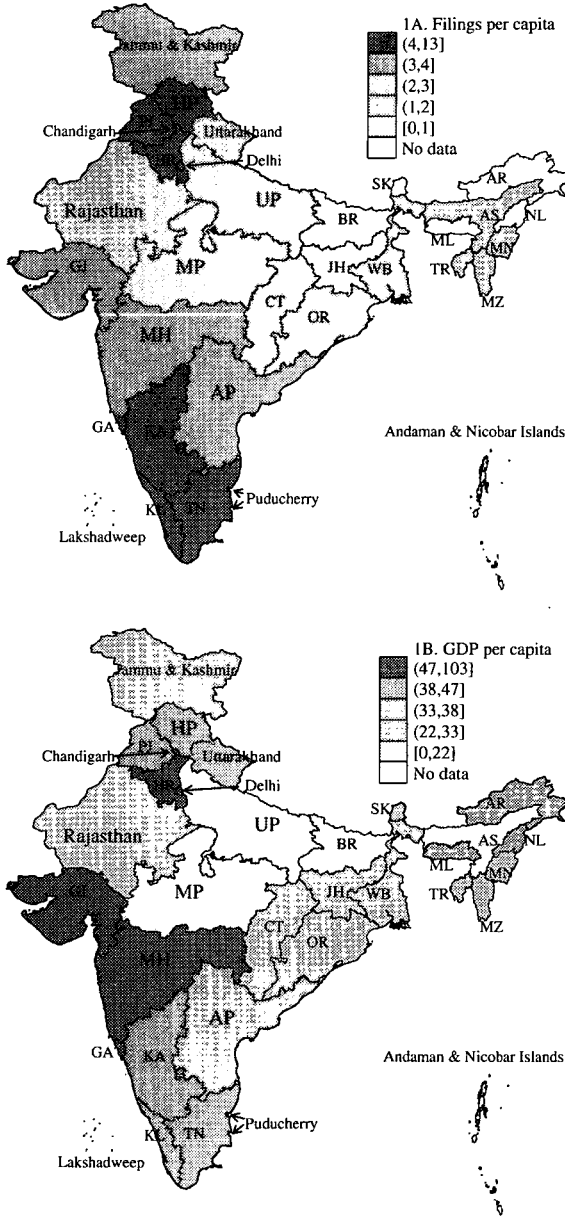 1A. Filings per capita
(4,13]
(3,4]
(2,3]
(1,2]
[0,1]
No data
Jammu & Kashmir
HP
PJ
Chandigarh
Uttarakhand
HR
Delhi
Rajasthan
UP
SK
AR
BR
AS
NL
ML
MN
GJ
MP
JH
WB
TR
MZ
CT
OR
MH
AP
GA
KA
Andaman & Nicobar Islands
KL
TN
Puducherry
Lakshadweep
1B. GDP per capita
(47,103]
(38,47]
(33,38]
(22,33]
[0,22]
No data
Jammu & Kashmir
HP
PJ
Chandigarh
Uttarakhand
HR
Delhi
Rajasthan
UP
SK
AR
BR
AS
NL
ML
MN
GJ
MP
JH
WB
TR
MZ
CT
OR
MH
AP
GA
KA
Andaman & Nicobar Islands
KL
TN
Puducherry
Lakshadweep